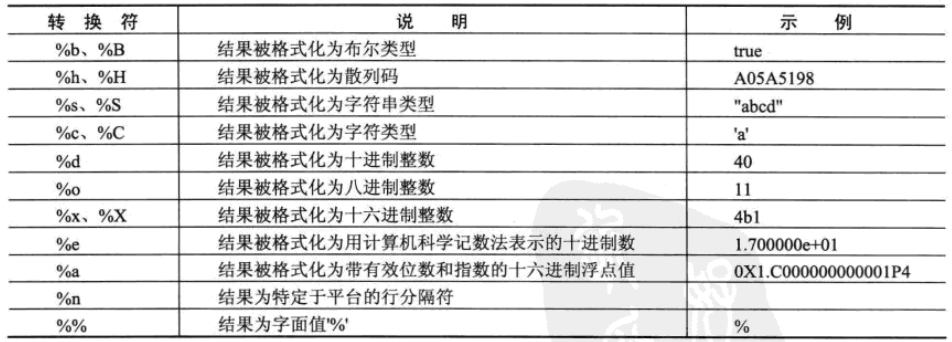 转 换 符 说 明 示 例
%b、%B 结果被格式化为布尔类型 true
%h、%H 结果被格式化为散列码 A05A5198
%s、%S 结果被格式化为字符串类型 "abcd"
%c、%C 结果被格式化为字符类型 'a'
%d 结果被格式化为十进制整数 40
%o 结果被格式化为八进制整数 11
%x、%X 结果被格式化为十六进制整数 4b1
%e 结果被格式化为用计算机科学记数法表示的十进制数 1.700000e+01
%a 结果被格式化为带有效位数和指数的十六进制浮点值 0X1.C000000000001P4
%n 结果为特定于平台的行分隔符
%% 结果为字面值'%' %